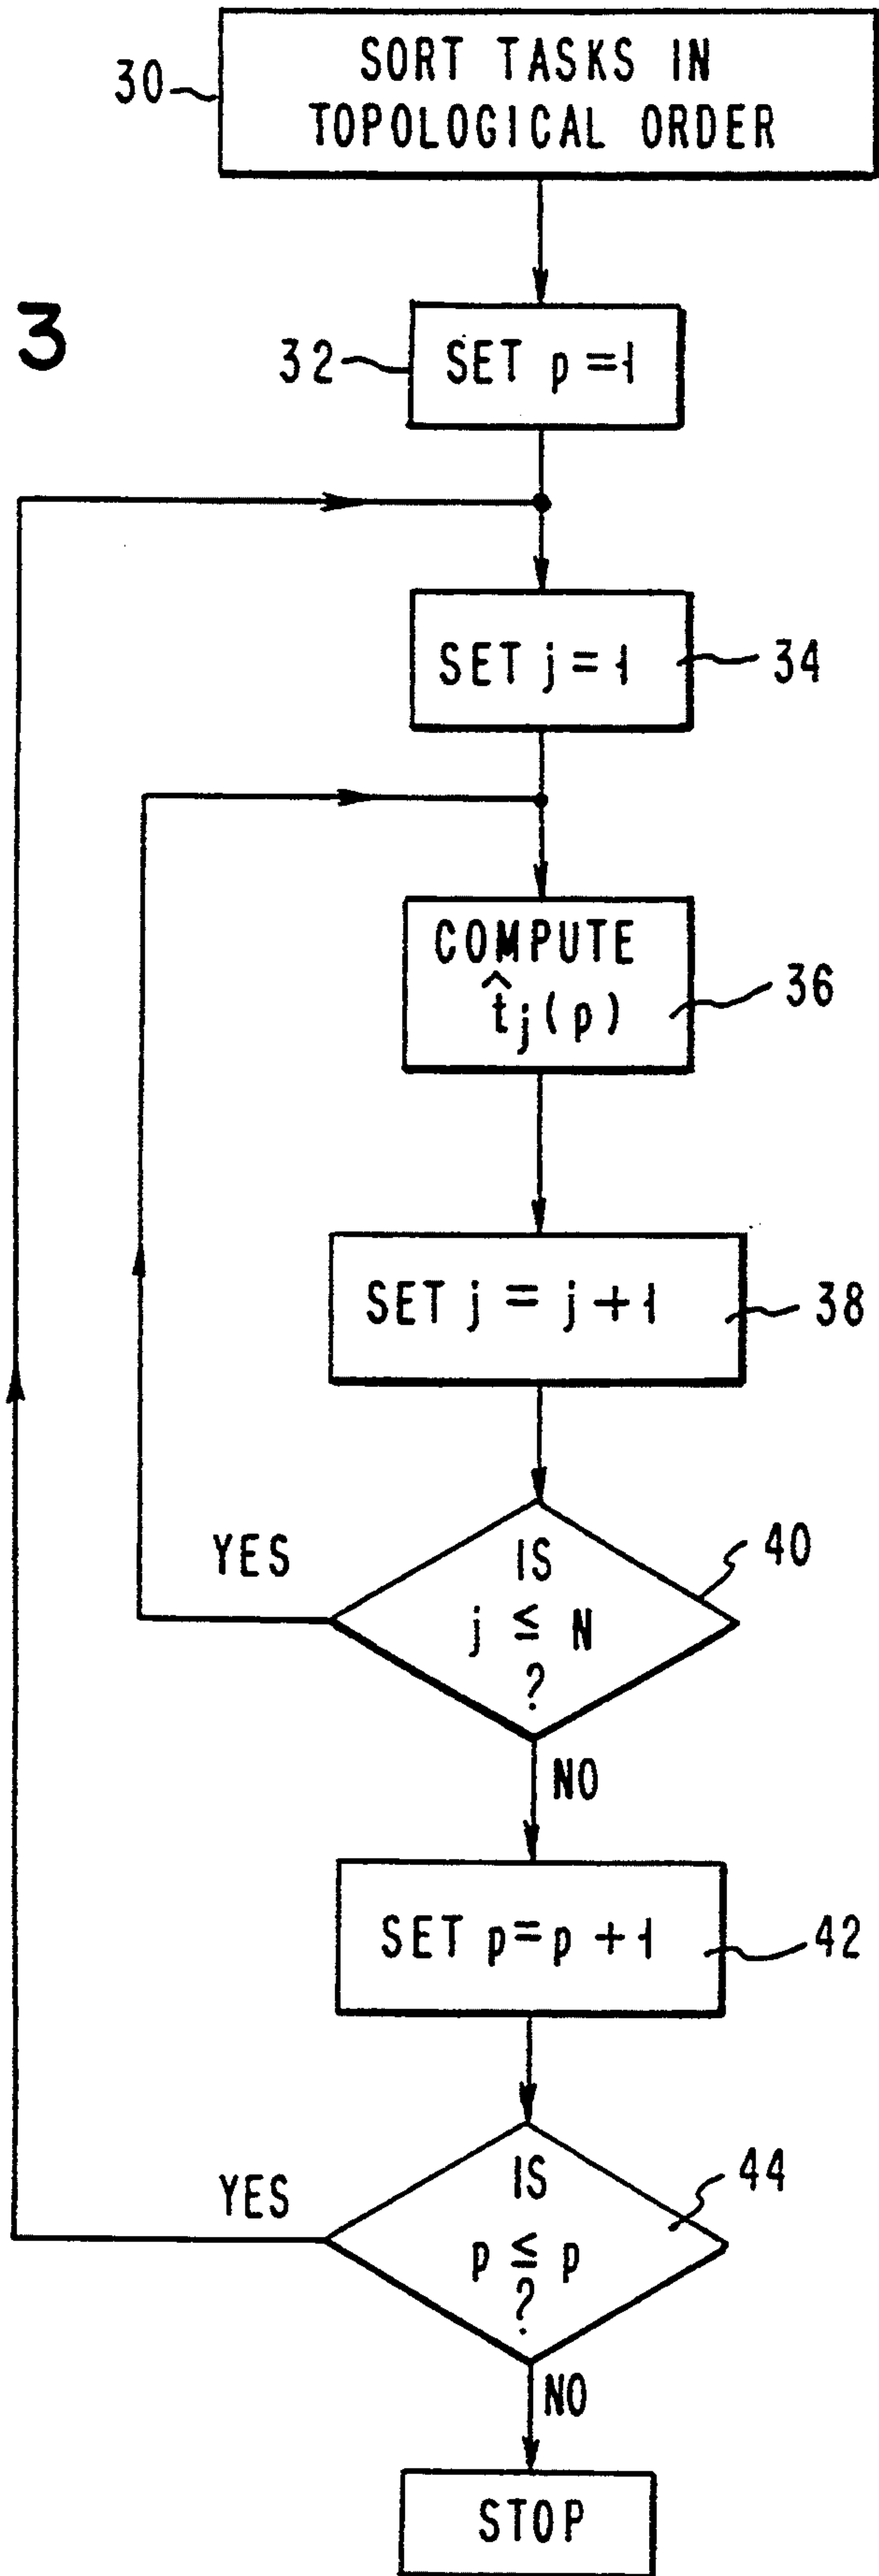 30
SORT TASKS IN
TOPOLOGICAL ORDER
3
32
SET p = 1
SET j = 1
34
COMPUTE
t̂j(p)
36
SET j = j + 1
38
YES
IS
j ≤ N
?
40
NO
SET p = p + 1
42
YES
IS
p ≤ p
?
44
NO
STOP